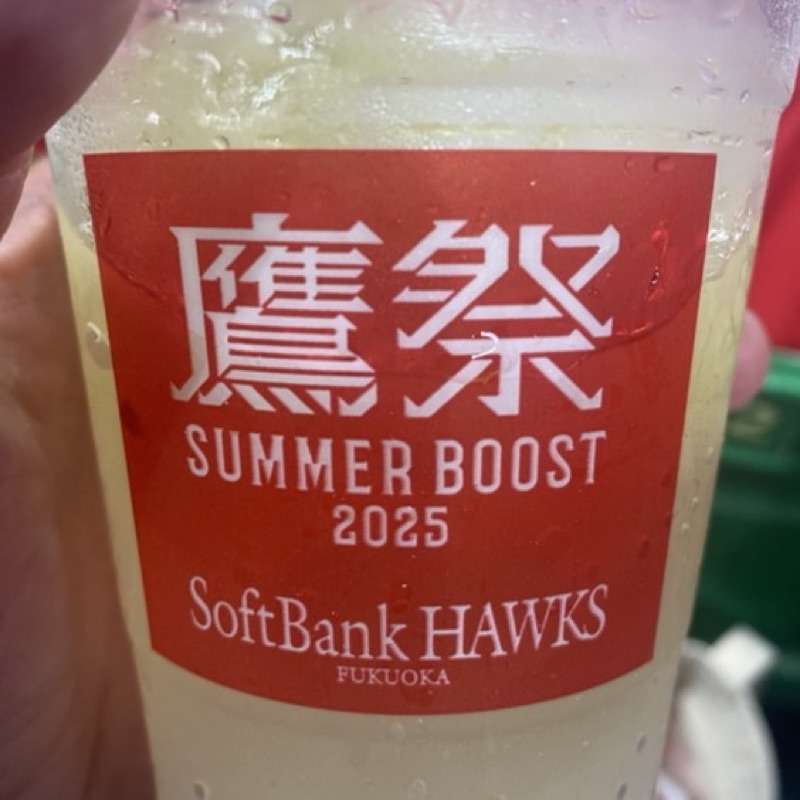 鷹祭
SUMMER BOOST
2025
SoftBank HAWKS
FUKUOKA